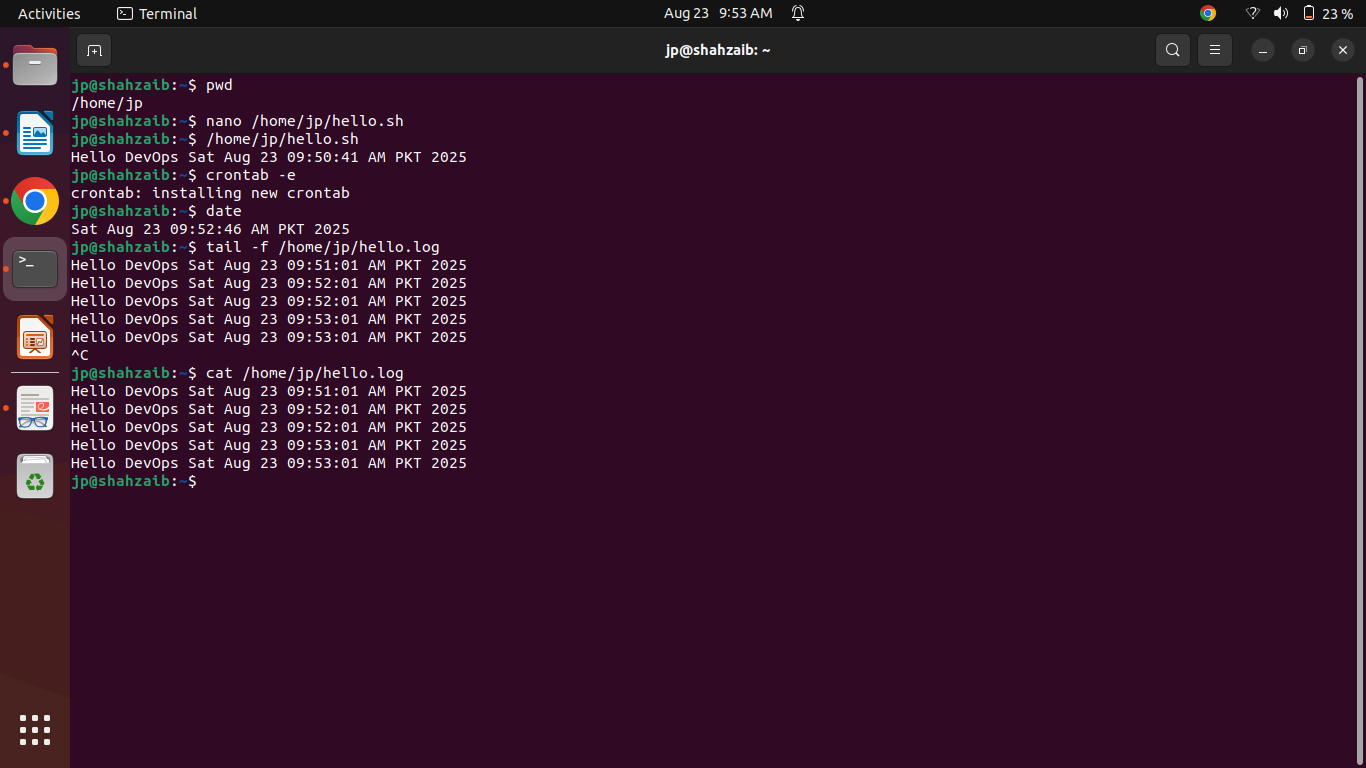 Activities Terminal Aug 23 9:53 AM 23 %
jp@shahzaib: ~
jp@shahzaib:~$ pwd
/home/jp
jp@shahzaib:~$ nano /home/jp/hello.sh
jp@shahzaib:~$ /home/jp/hello.sh
Hello DevOps Sat Aug 23 09:50:41 AM PKT 2025
jp@shahzaib:~$ crontab -e
crontab: installing new crontab
jp@shahzaib:~$ date
Sat Aug 23 09:52:46 AM PKT 2025
jp@shahzaib:~$ tail -f /home/jp/hello.log
Hello DevOps Sat Aug 23 09:51:01 AM PKT 2025
Hello DevOps Sat Aug 23 09:52:01 AM PKT 2025
Hello DevOps Sat Aug 23 09:52:01 AM PKT 2025
Hello DevOps Sat Aug 23 09:53:01 AM PKT 2025
Hello DevOps Sat Aug 23 09:53:01 AM PKT 2025
^C
jp@shahzaib:~$ cat /home/jp/hello.log
Hello DevOps Sat Aug 23 09:51:01 AM PKT 2025
Hello DevOps Sat Aug 23 09:52:01 AM PKT 2025
Hello DevOps Sat Aug 23 09:52:01 AM PKT 2025
Hello DevOps Sat Aug 23 09:53:01 AM PKT 2025
Hello DevOps Sat Aug 23 09:53:01 AM PKT 2025
jp@shahzaib:~$